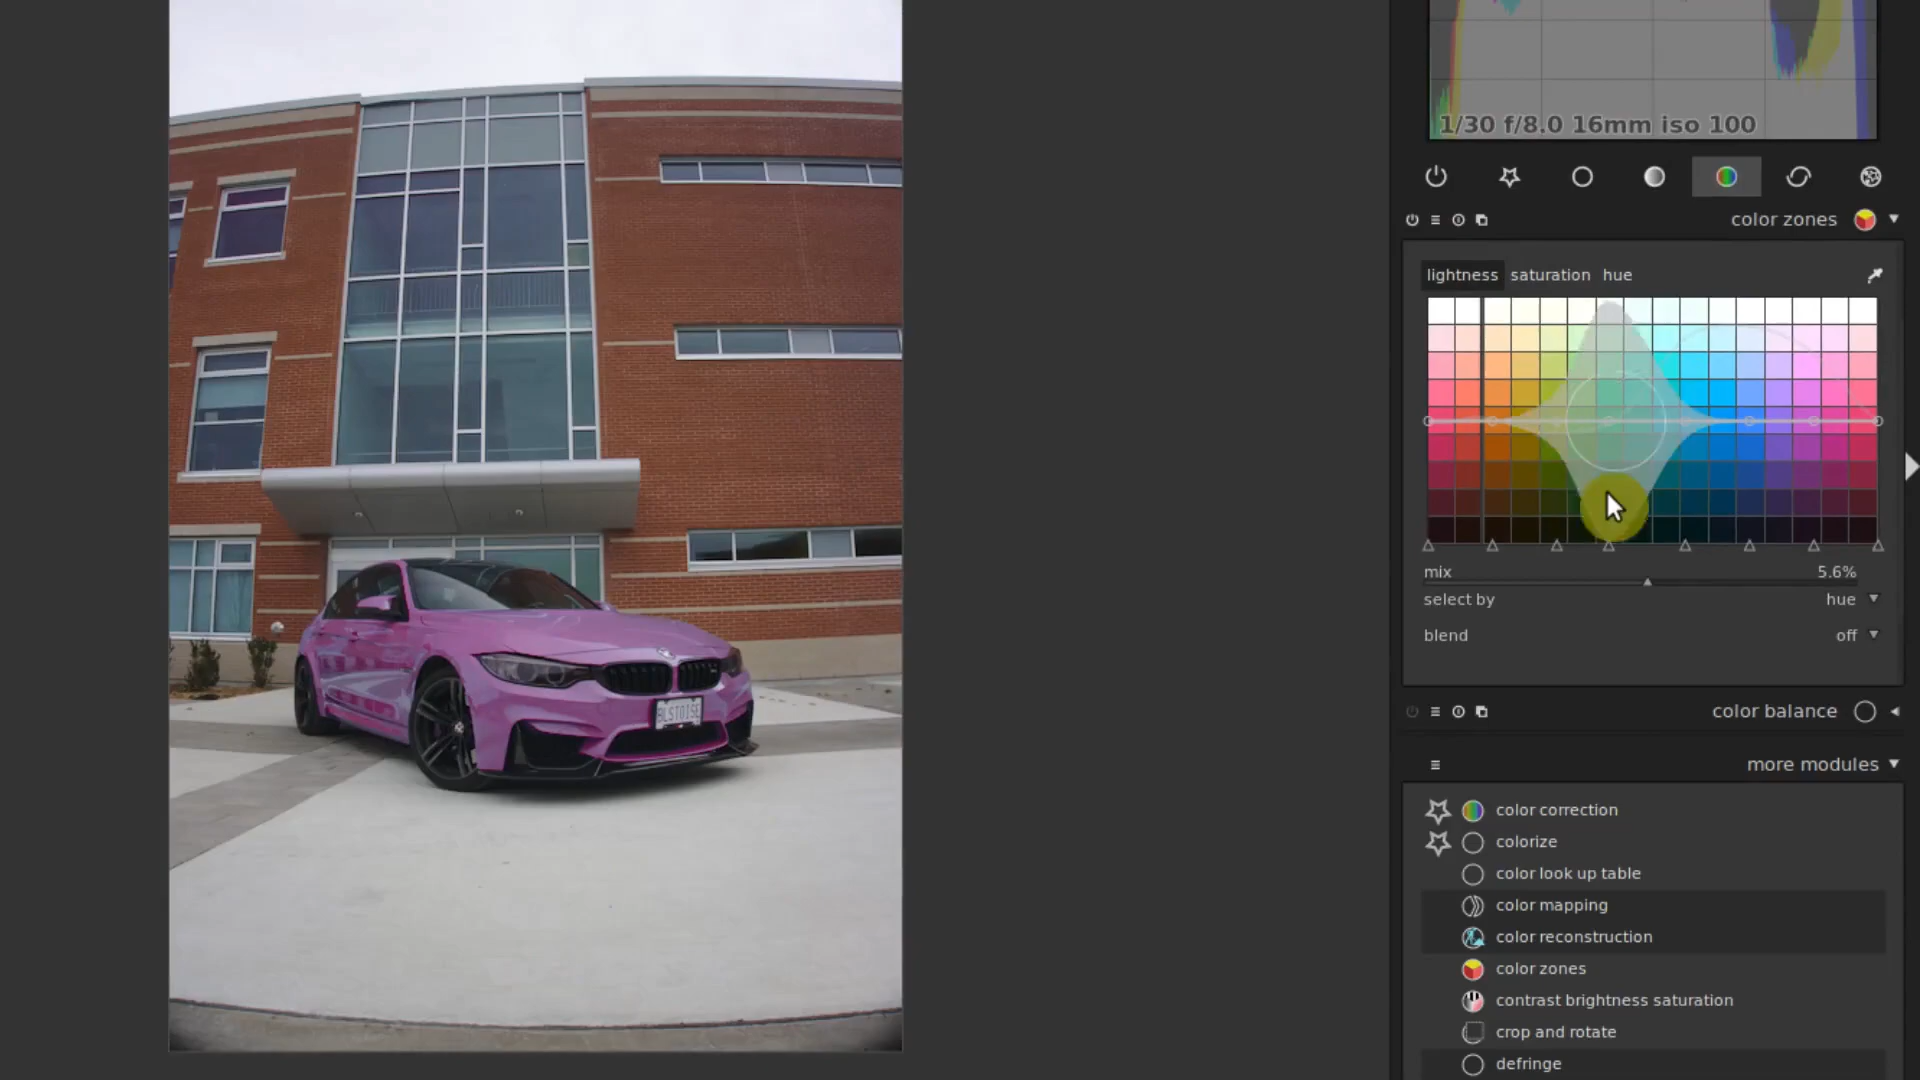 1/30 f/8.0 16mm iso 100
color zones
lightness saturation hue
mix 5.6%
select by hue
blend off
color balance
more modules
color correction
colorize
color look up table
color mapping
color reconstruction
color zones
contrast brightness saturation
crop and rotate
defringe
BLSTOISE